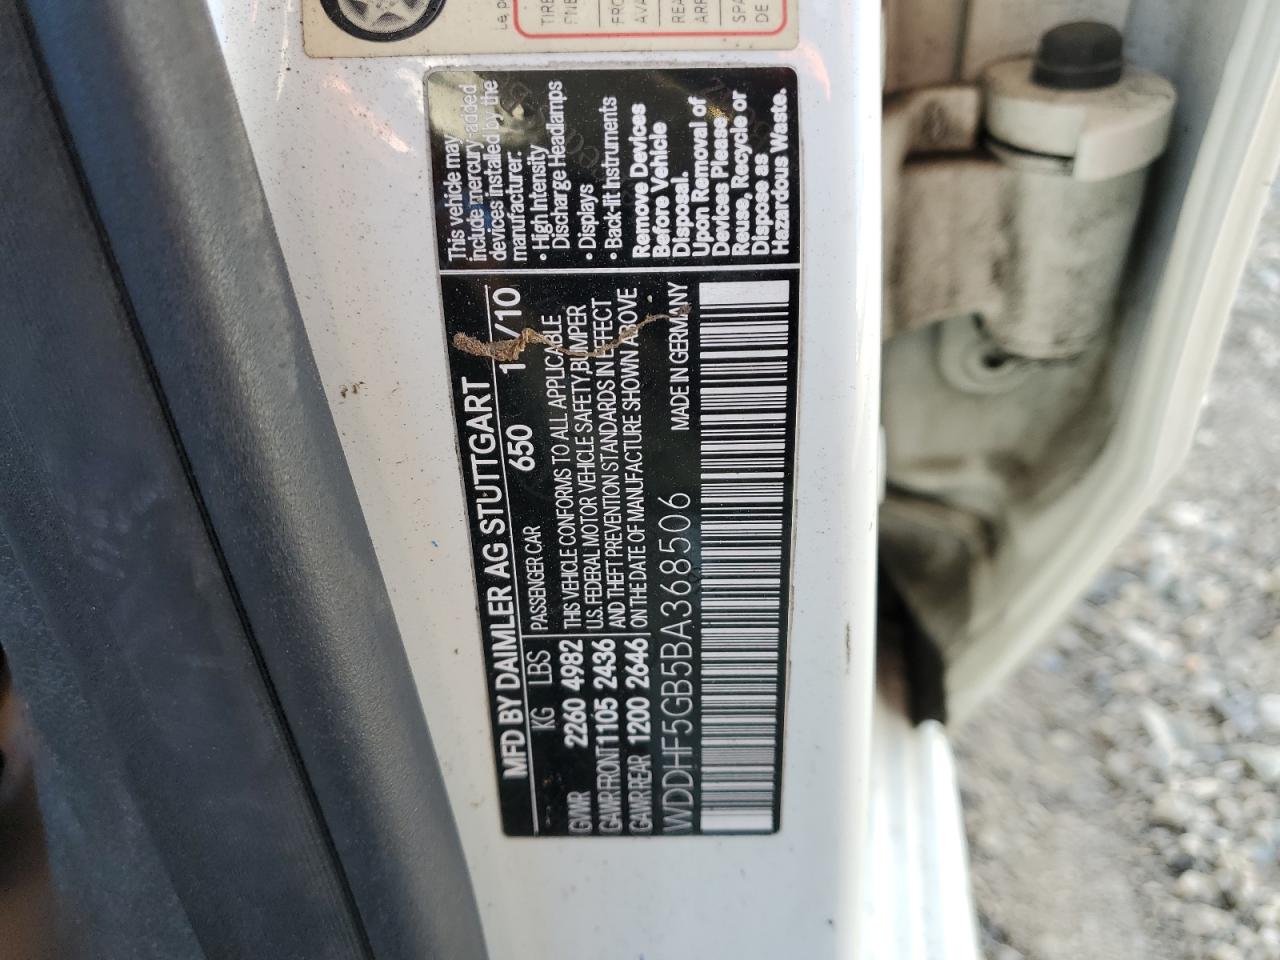 MFD BY DAIMLER AG STUTTGART
KG LBS PASSENGER CAR 650 1 /10
GVWR 2260 4982
GAWR FRONT 1105 2436
GAWR REAR 1200 2646
THIS VEHICLE CONFORMS TO ALL APPLICABLE
U.S. FEDERAL MOTOR VEHICLE SAFETY, BUMPER
AND THEFT PREVENTION STANDARDS IN EFFECT
ON THE DATE OF MANUFACTURE SHOWN ABOVE
WDDHF5GB5BA368506 MADE IN GERMANY
This vehicle may
include mercury-added
devices installed by the
manufacturer:
• High Intensity
Discharge Headlamps
• Displays
• Back-lit Instruments
Remove Devices
Before Vehicle
Disposal.
Upon Removal of
Devices Please
Reuse, Recycle or
Dispose as
Hazardous Waste.